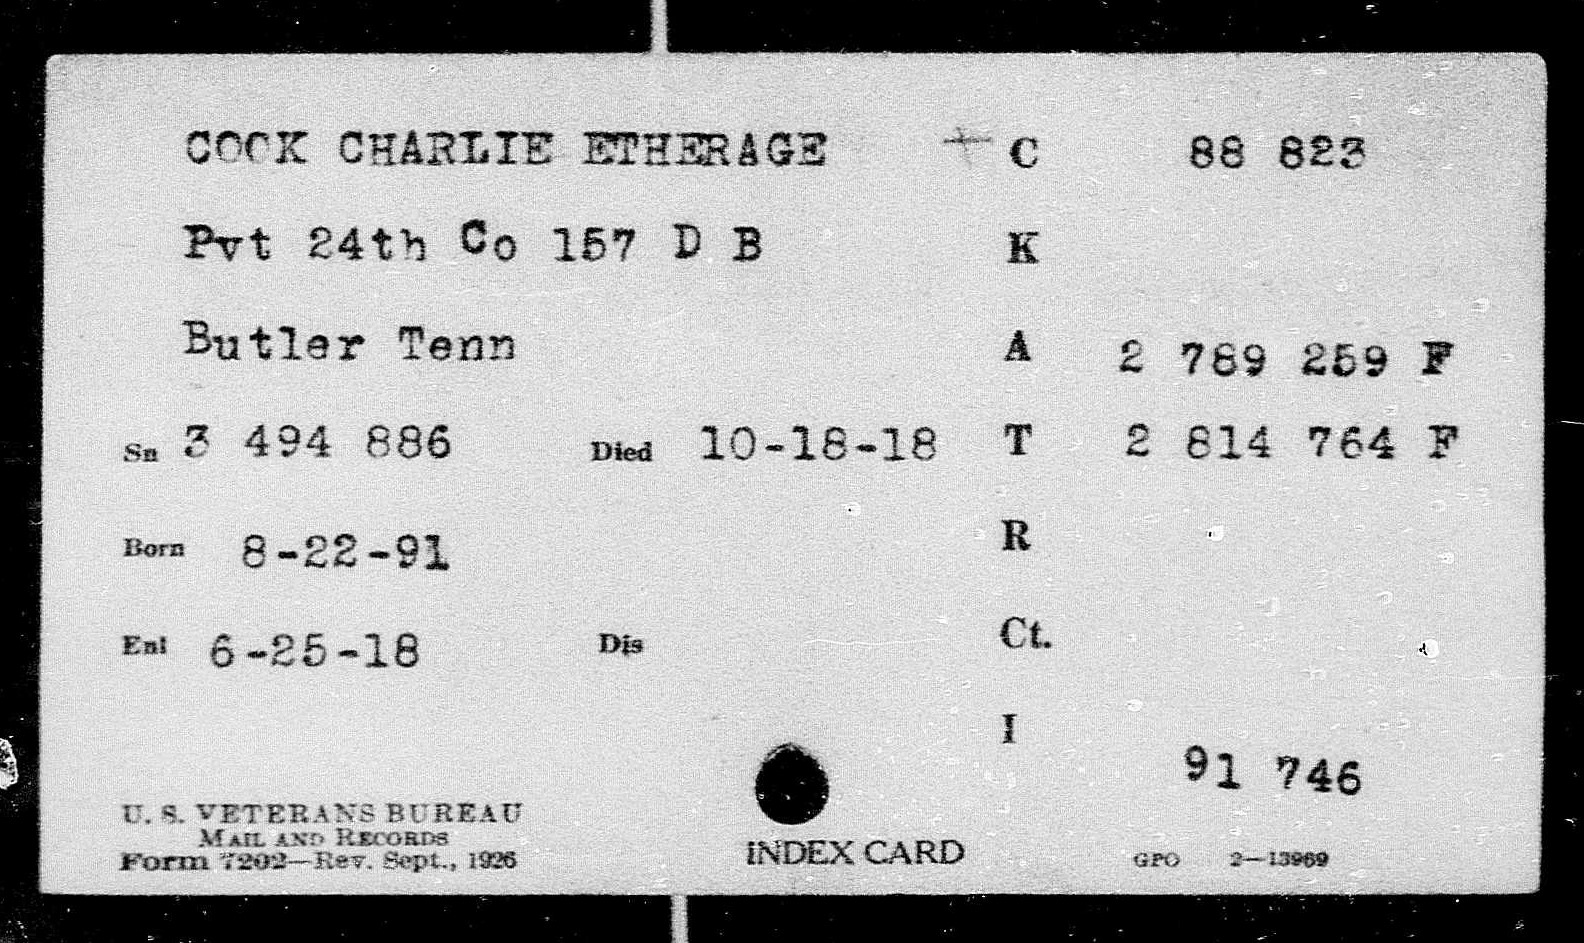 COOK CHARLIE ETHERAGE C 88 823
Pvt 24th Co 157 D B K
Butler Tenn A 2 789 259 F
Sn 3 494 886 Died 10-18-18 T 2 814 764 F
Born 8-22-91 R
Enl 6-25-18 Dis Ct.
I 91 746
U. S. VETERANS BUREAU
MAIL AND RECORDS
Form 7202—Rev. Sept., 1926
INDEX CARD
GPO 2—13969